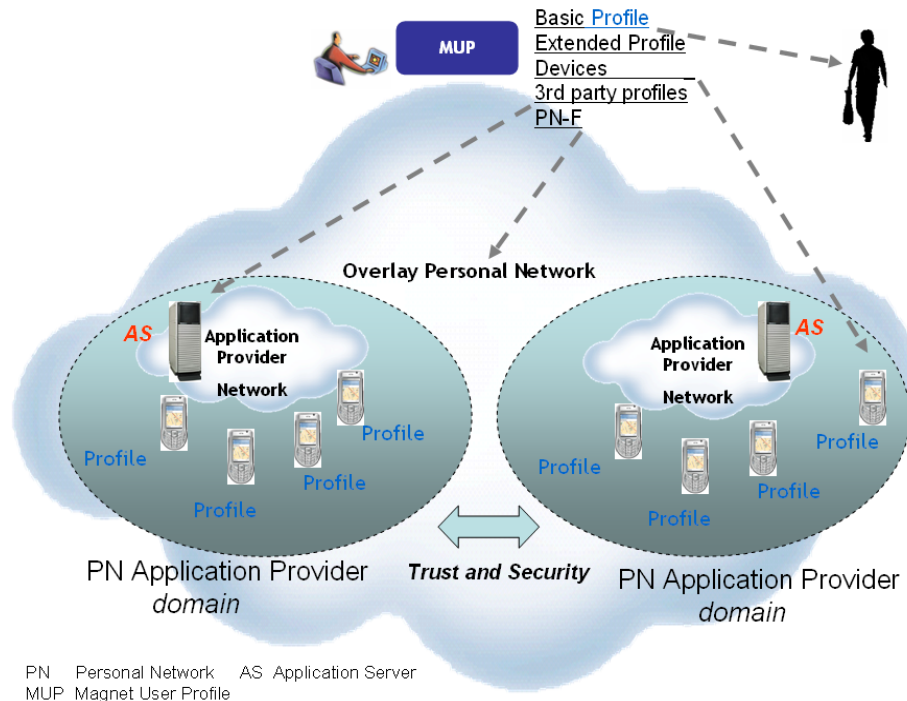 MUP
Basic Profile
Extended Profile
Devices
3rd party profiles
PN-F
Overlay Personal Network
AS
Application
Provider
Network
Profile
Profile
Profile
Profile
AS
Application
Provider
Network
Profile
Profile
Profile
Profile
PN Application Provider
domain
Trust and Security
PN Application Provider
domain
PN Personal Network AS Application Server
MUP Magnet User Profile